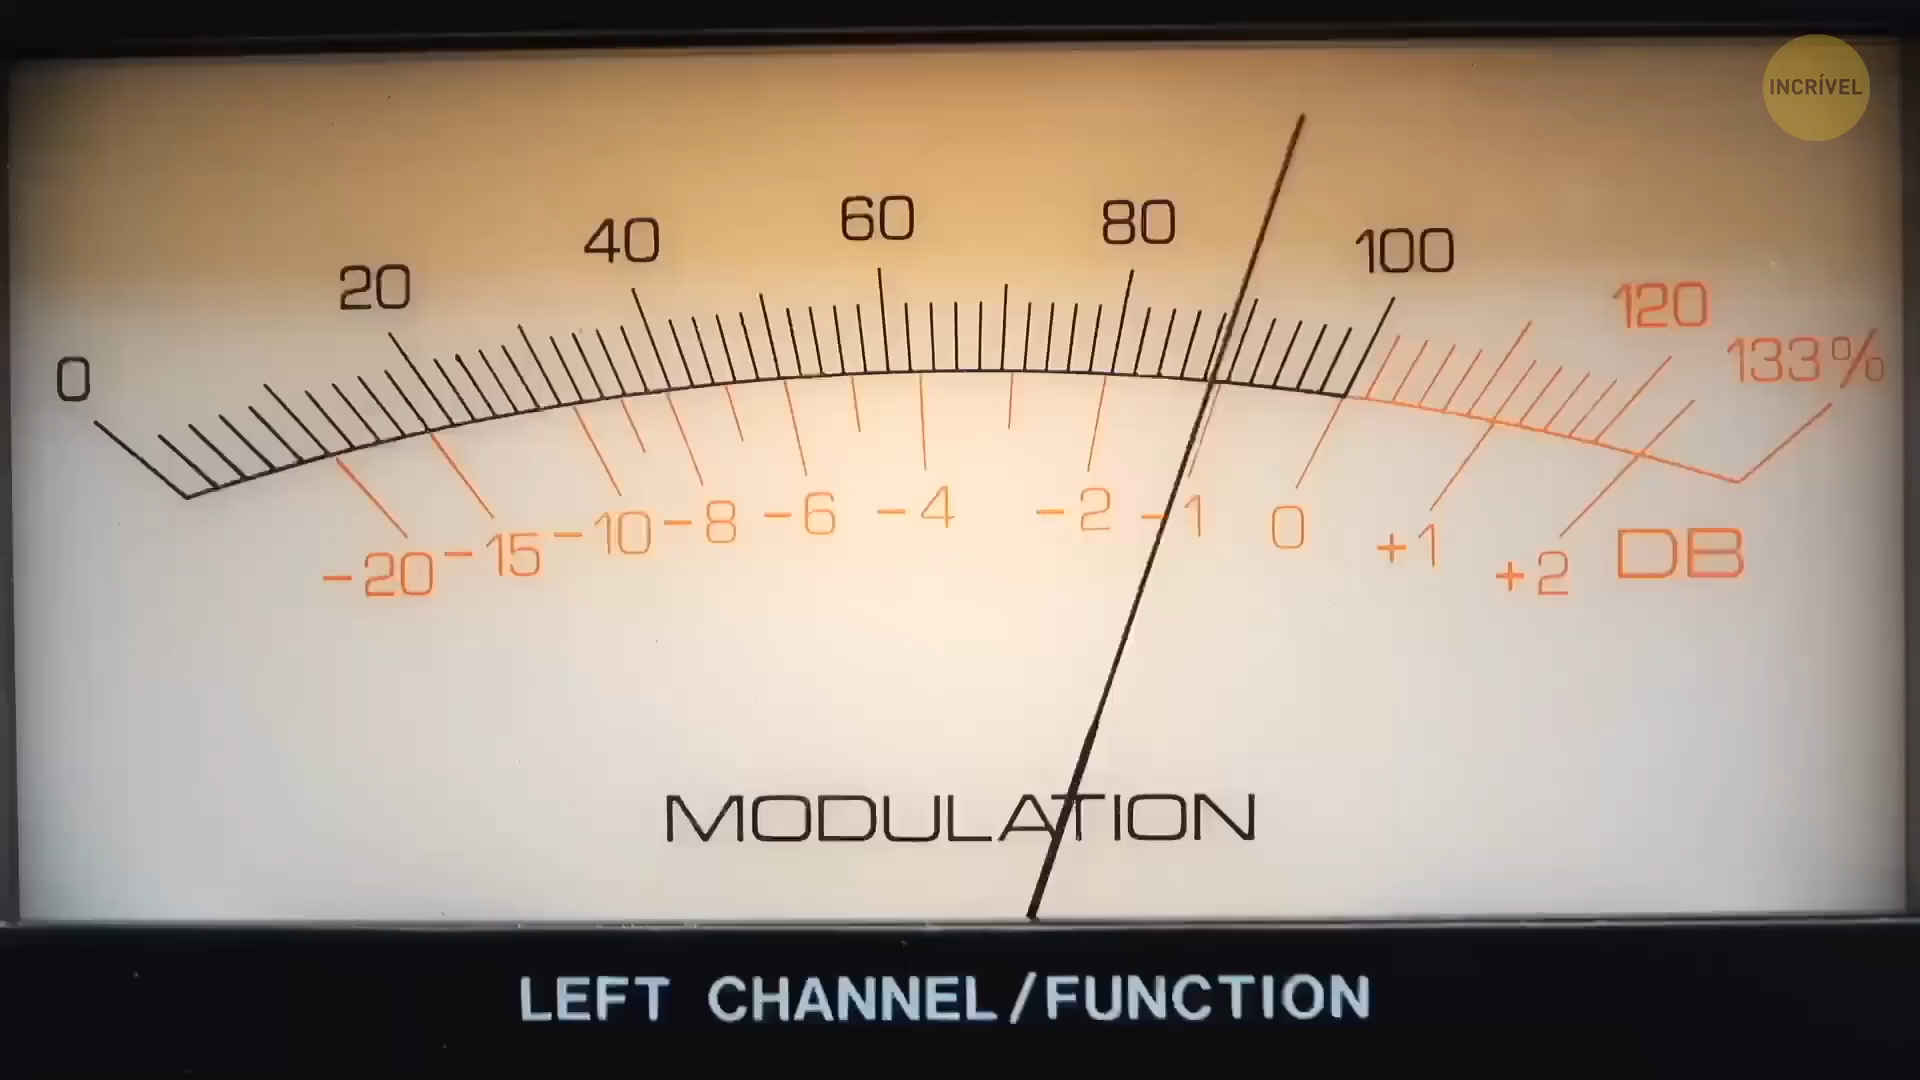 INCRÍVEL
0 20 40 60 80 100 120 133%
-20 -15 -10 -8 -6 -4 -2 -1 0 +1 +2 DB
MODULATION
LEFT CHANNEL/FUNCTION